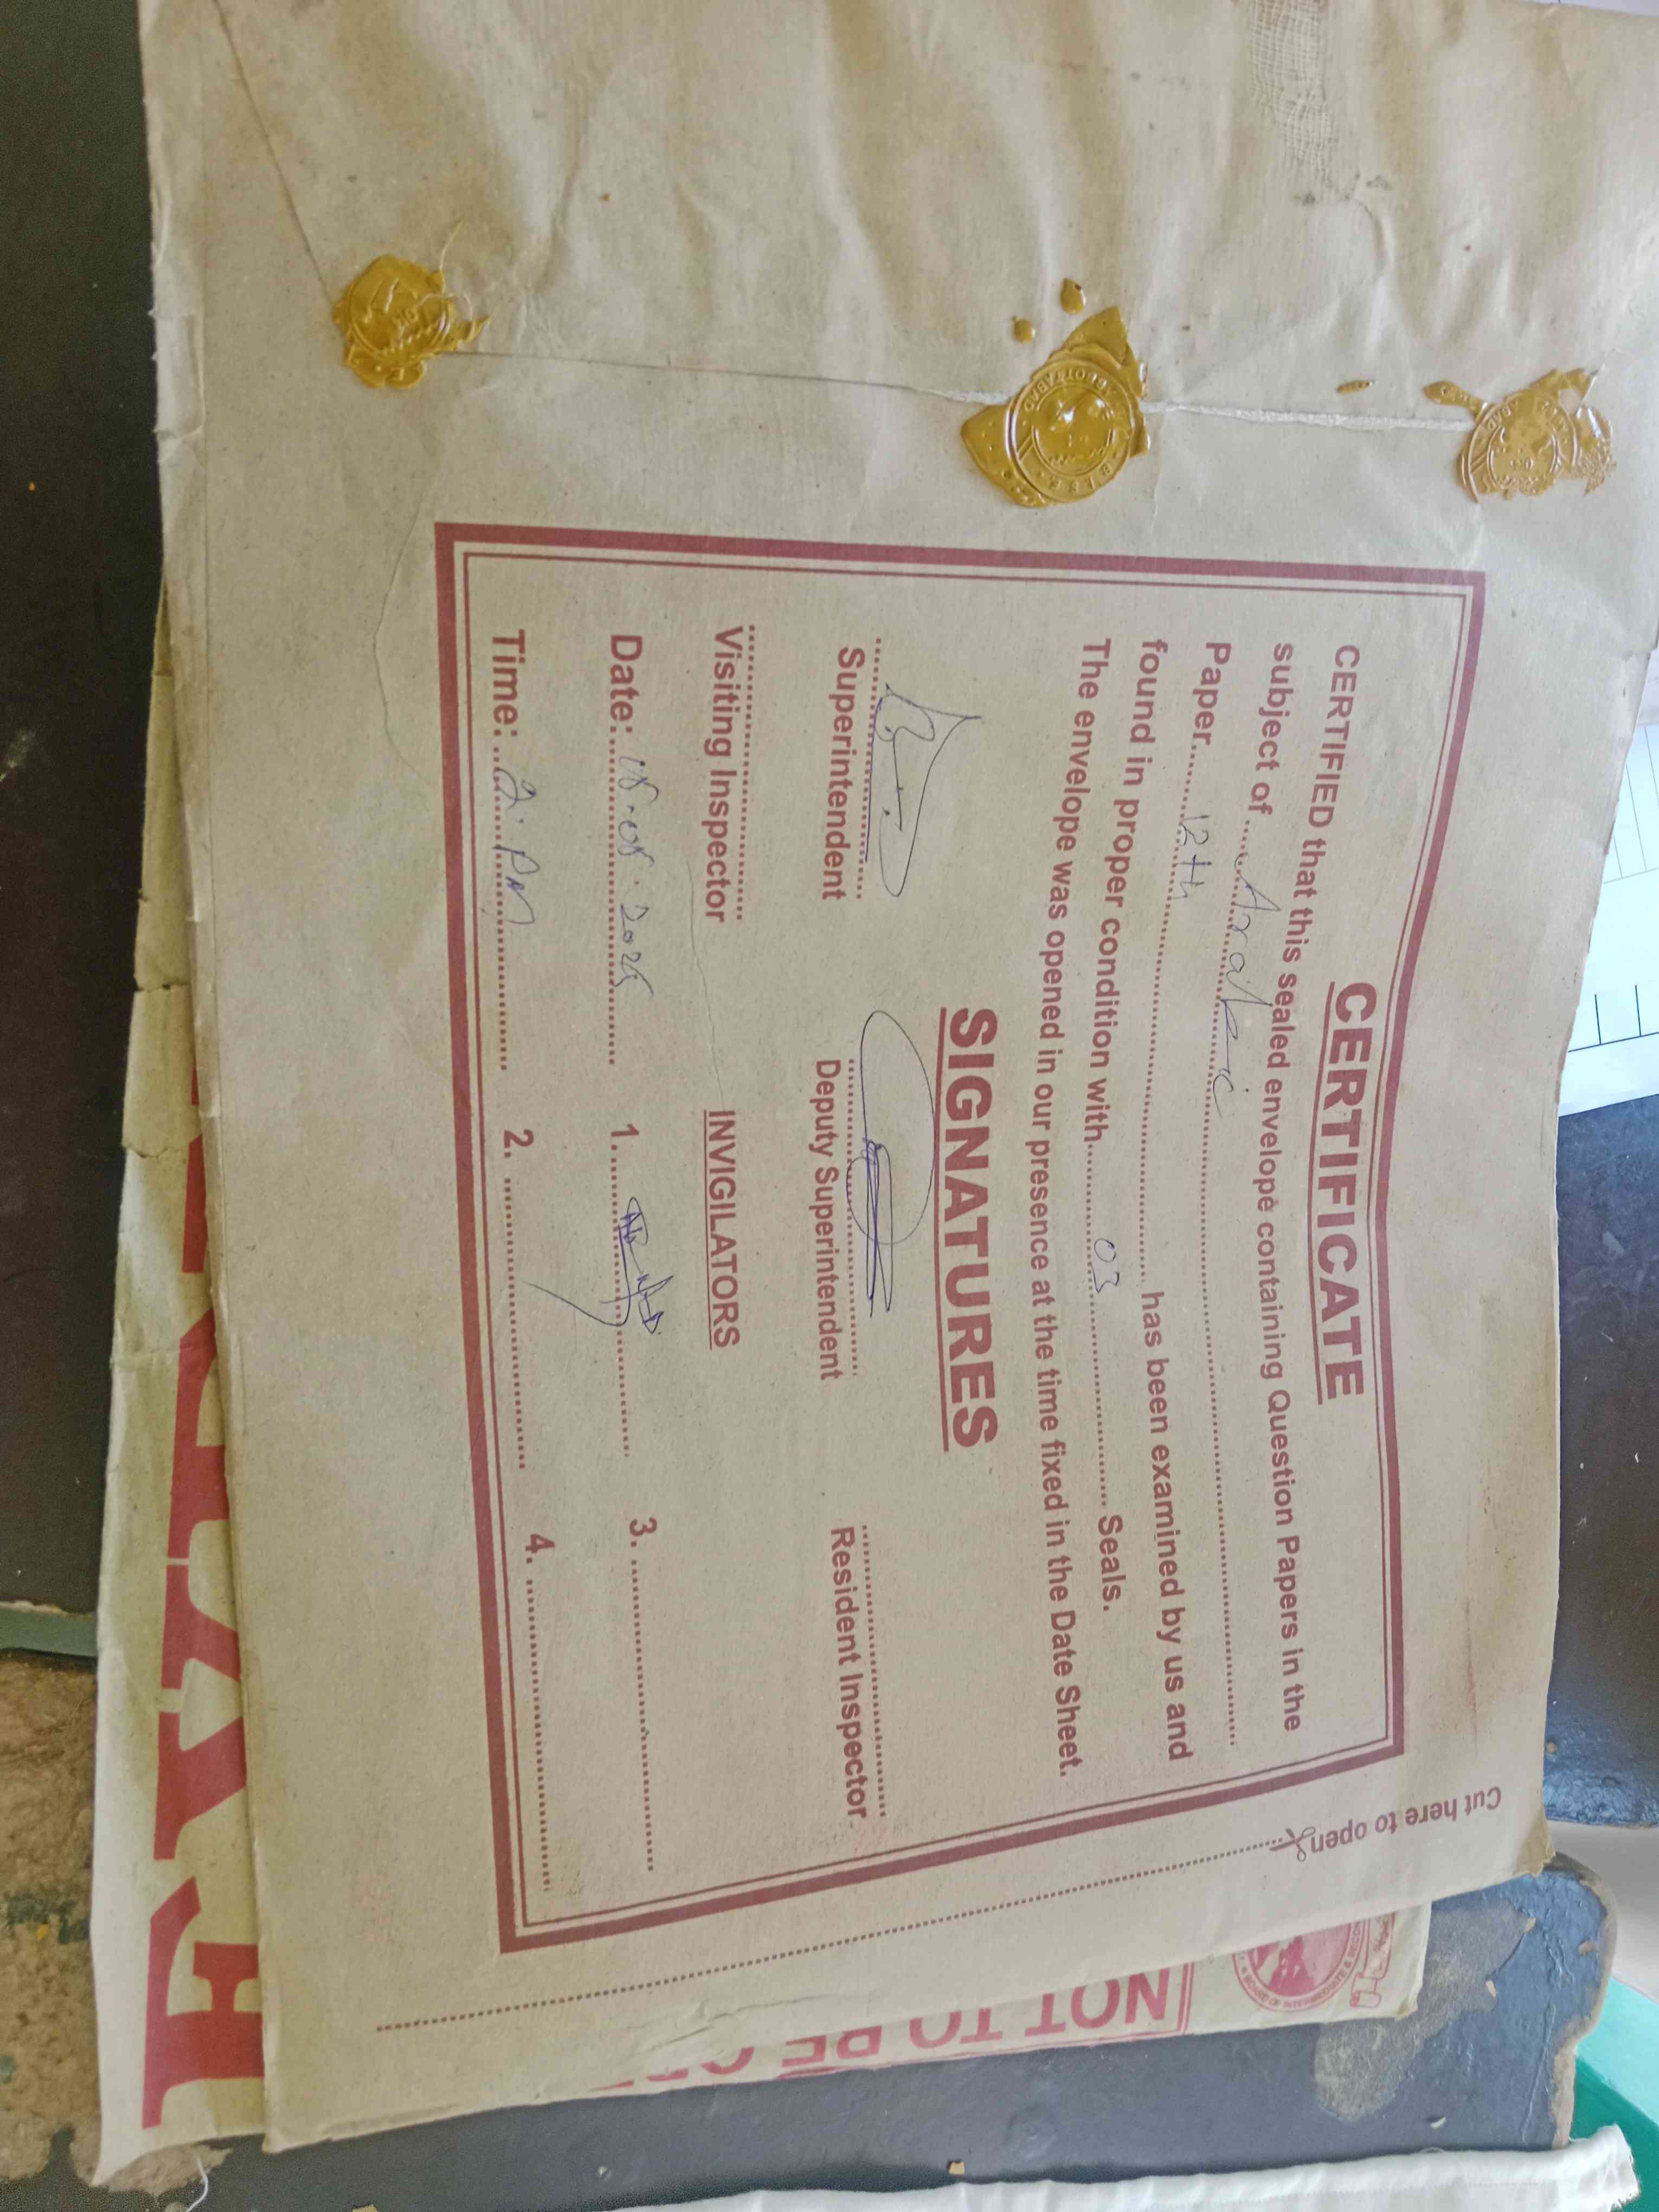 CERTIFICATE
CERTIFIED that this sealed envelope containing Question Papers in the
subject of ..... Arabic
Paper........ 12th ........ has been examined by us and
found in proper condition with........ 03 ........ Seals.
The envelope was opened in our presence at the time fixed in the Date Sheet.
SIGNATURES
Superintendent
Deputy Superintendent
Resident Inspector
Visiting Inspector
INVIGILATORS
Date:
1.
3.
Time: 2: PM
2.
4.
Cut here to open
NOT TO BE